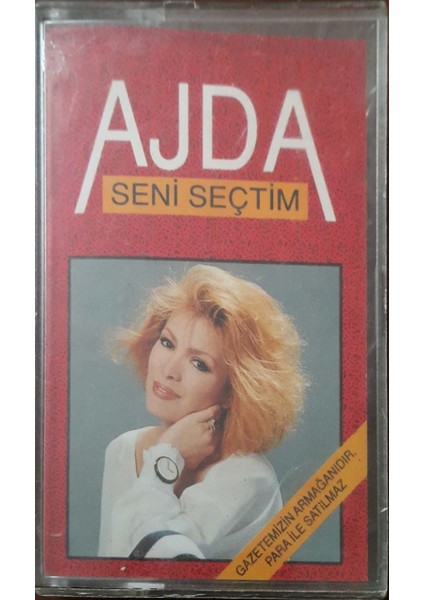 AJDA
SENİ SEÇTİM
GAZETEMİZİN ARMAĞANIDIR.
PARA İLE SATILMAZ